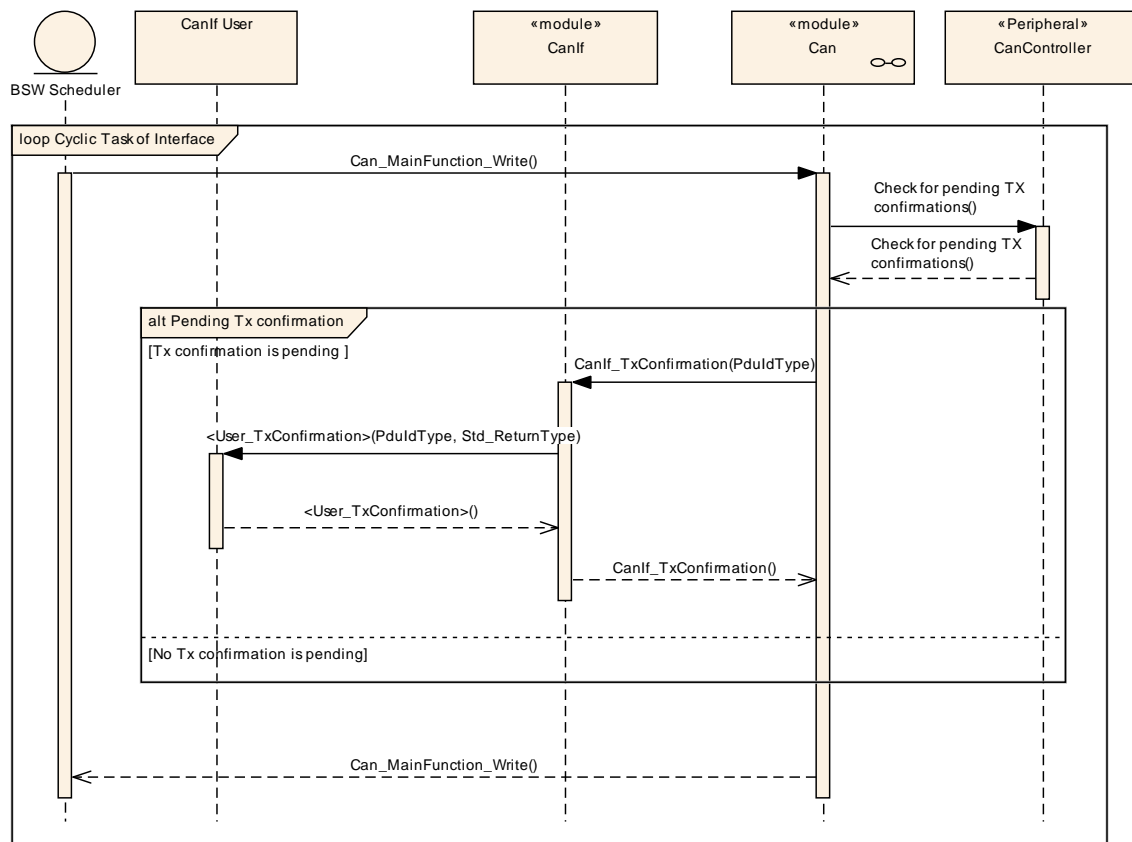 CanIf User
«module»
CanIf
«module»
Can
«Peripheral»
CanController
BSW Scheduler
loop Cyclic Task of Interface
Can_MainFunction_Write()
Check for pending TX
confirmations()
Check for pending TX
confirmations()
alt Pending Tx confirmation
[Tx confirmation is pending ]
CanIf_TxConfirmation(PduIdType)
<User_TxConfirmation>(PduIdType, Std_ReturnType)
<User_TxConfirmation>()
CanIf_TxConfirmation()
[No Tx confirmation is pending]
Can_MainFunction_Write()